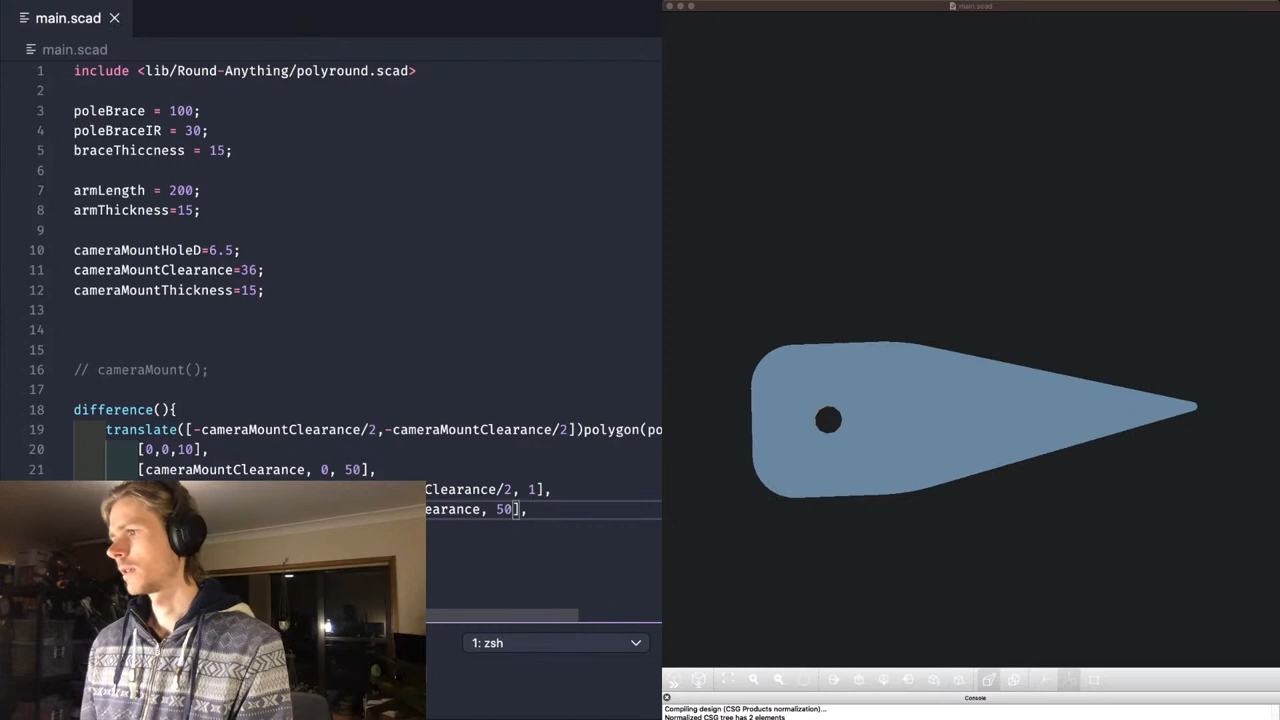 main.scad
main.scad
main.scad
1 include <lib/Round-Anything/polyround.scad>
2
3 poleBrace = 100;
4 poleBraceIR = 30;
5 braceThiccness = 15;
6
7 armLength = 200;
8 armThickness=15;
9
10 cameraMountHoleD=6.5;
11 cameraMountClearance=36;
12 cameraMountThickness=15;
13
14
15
16 // cameraMount();
17
18 difference(){
19 translate([-cameraMountClearance/2,-cameraMountClearance/2])polygon(po
20 [0,0,10],
21 [cameraMountClearance, 0, 50],
Clearance/2, 1],
earance, 50],
1: zsh
Console
Compiling design (CSG Products normalization)...
Normalized CSG tree has 2 elements